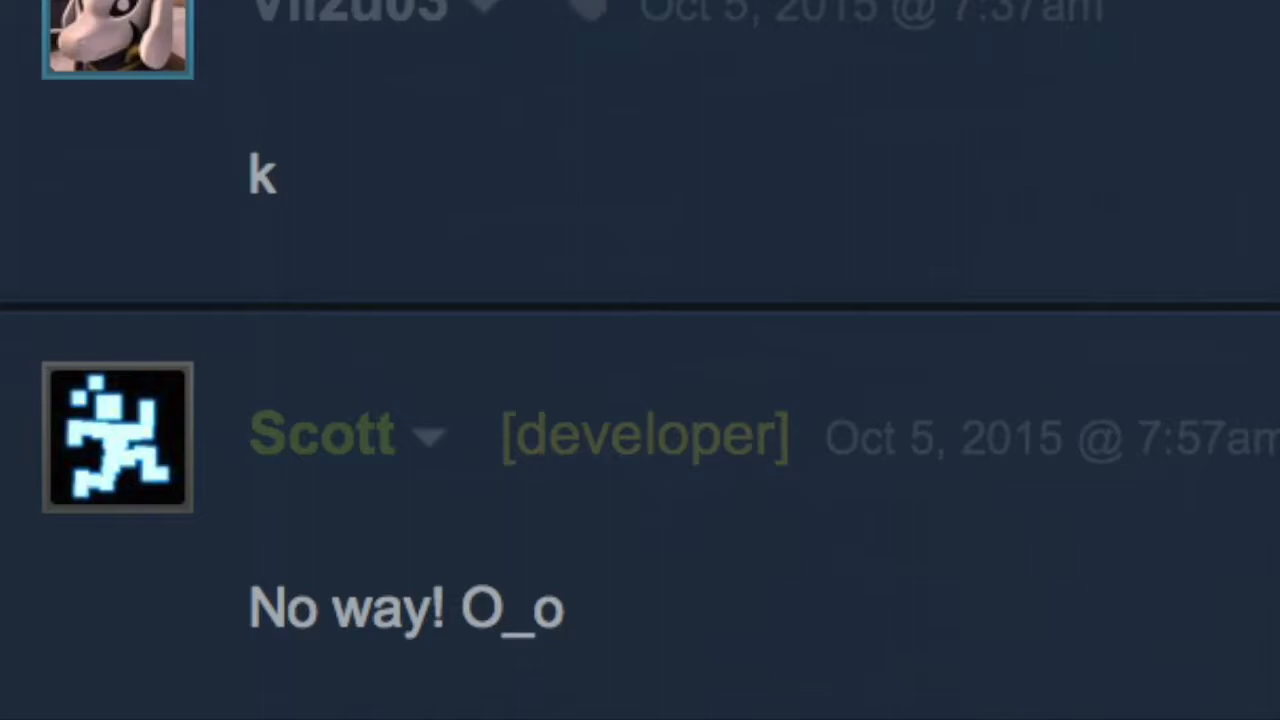 Oct 5, 2015 @ 7:37am
k
Scott [developer] Oct 5, 2015 @ 7:57am
No way! O_o